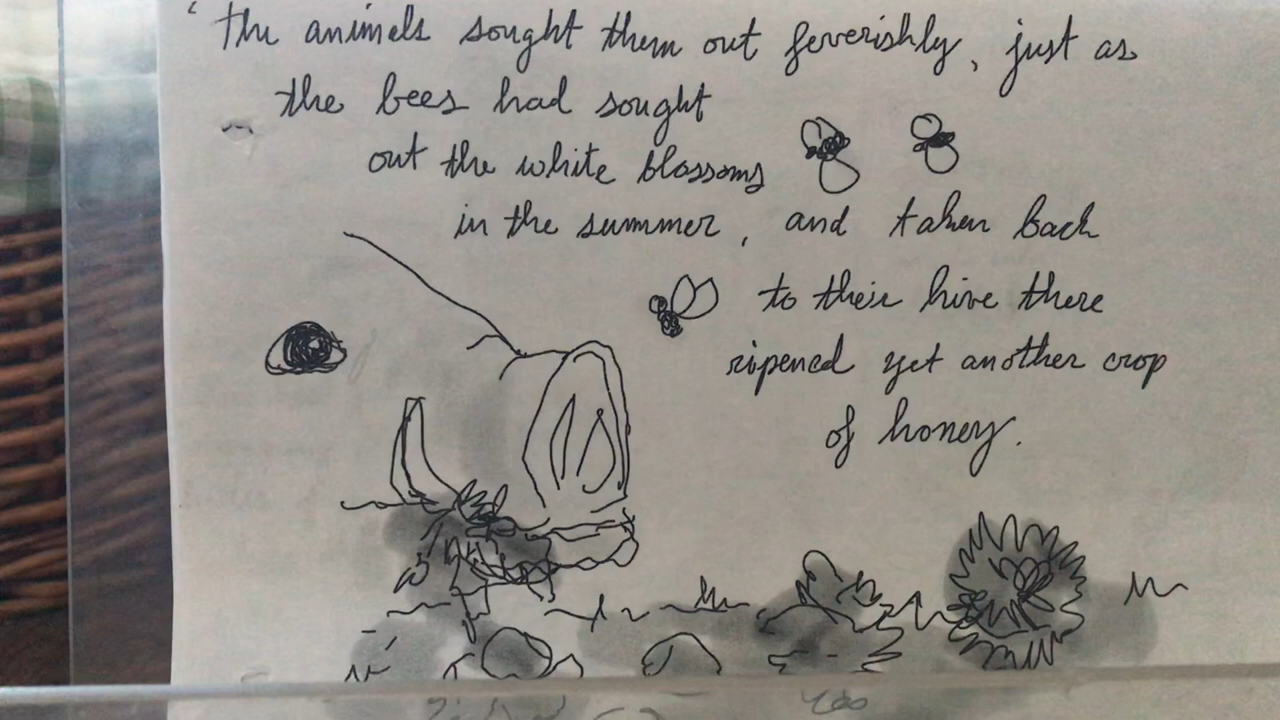 ‘The animels sought them out feverishly, just as
the bees had sought
out the white blossoms
in the summer, and taken back
to their hive there
ripened yet another crop
of honey.